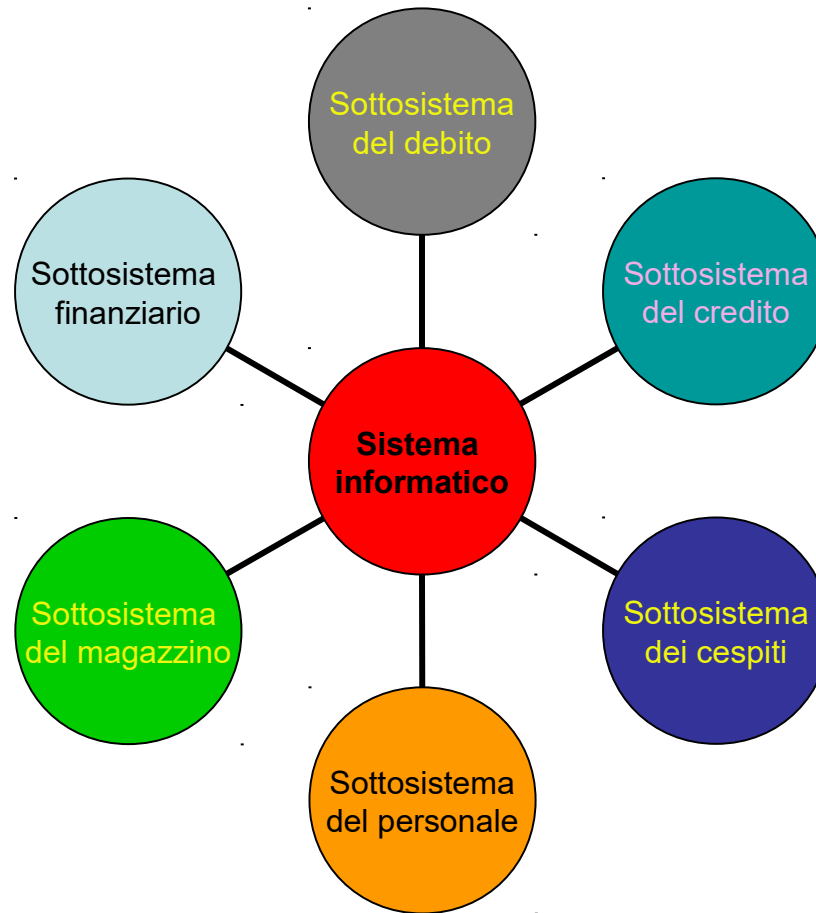 Sottosistema
del debito
Sottosistema
finanziario
Sottosistema
del credito
Sistema
informatico
Sottosistema
del magazzino
Sottosistema
dei cespiti
Sottosistema
del personale